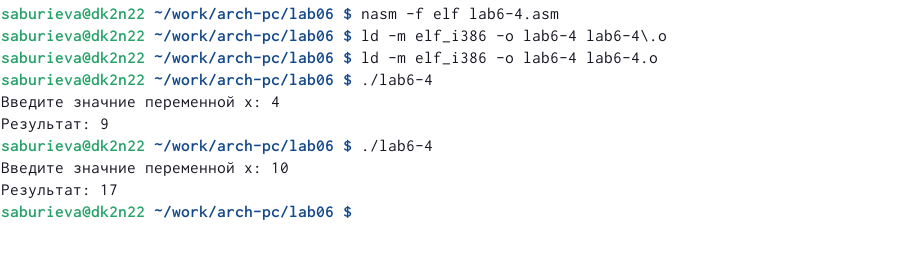 saburieva@dk2n22 ~/work/arch-pc/lab06 $ nasm -f elf lab6-4.asm
saburieva@dk2n22 ~/work/arch-pc/lab06 $ ld -m elf_i386 -o lab6-4 lab6-4\.o
saburieva@dk2n22 ~/work/arch-pc/lab06 $ ld -m elf_i386 -o lab6-4 lab6-4.o
saburieva@dk2n22 ~/work/arch-pc/lab06 $ ./lab6-4
Введите значние переменной x: 4
Результат: 9
saburieva@dk2n22 ~/work/arch-pc/lab06 $ ./lab6-4
Введите значние переменной x: 10
Результат: 17
saburieva@dk2n22 ~/work/arch-pc/lab06 $